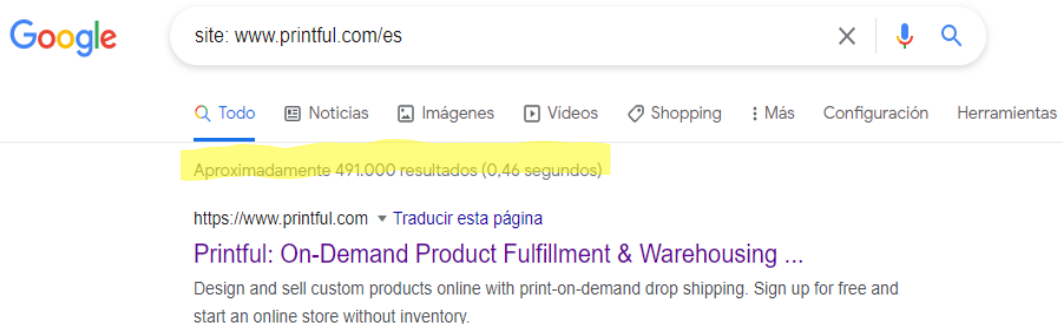 Google
site: www.printful.com/es
Todo Noticias Imágenes Vídeos Shopping Más Configuración Herramientas
Aproximadamente 491.000 resultados (0,46 segundos)
https://www.printful.com Traducir esta página
Printful: On-Demand Product Fulfillment & Warehousing ...
Design and sell custom products online with print-on-demand drop shipping. Sign up for free and
start an online store without inventory.